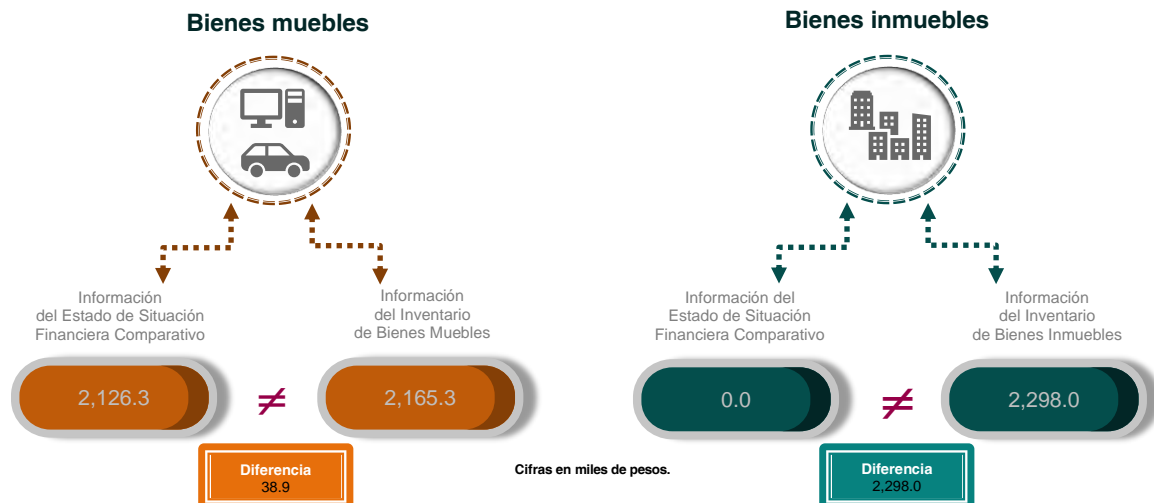 Bienes muebles
Información
del Estado de Situación
Financiera Comparativo
Información
del Inventario
de Bienes Muebles
2,126.3
≠
2,165.3
Diferencia
38.9
Cifras en miles de pesos.
Bienes inmuebles
Información del
Estado de Situación
Financiera Comparativo
Información
del Inventario
de Bienes Inmuebles
0.0
≠
2,298.0
Diferencia
2,298.0